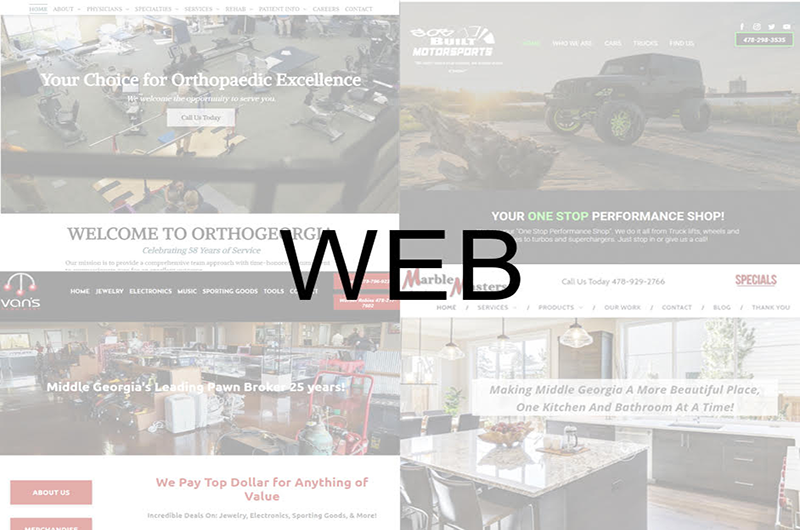 HOME ABOUT PHYSICIANS SPECIALTIES SERVICES REHAB PATIENT INFO CAREERS CONTACT
Your Choice for Orthopaedic Excellence
We welcome the opportunity to serve you.
Call Us Today
WELCOME TO ORTHOGEORGIA
Celebrating 58 Years of Service
Our mission is to provide a comprehensive team approach with time-honored
BUILT
MOTORSPORTS
HOME WHO WE ARE CARS TRUCKS FIND US
478-298-3535
YOUR ONE STOP PERFORMANCE SHOP!
"One Stop Performance Shop". We do it all from Truck lifts, wheels and
to turbos and superchargers. Just stop in or give us a call!
WEB
van's
HOME JEWELRY ELECTRONICS MUSIC SPORTING GOODS TOOLS
Middle Georgia's Leading Pawn Broker 25 years!
ABOUT US
MERCHANDISE
We Pay Top Dollar for Anything of
Value
Incredible Deals On: Jewelry, Electronics, Sporting Goods, & More!
Marble Masters
Call Us Today 478-929-2766
SPECIALS
HOME / SERVICES / PRODUCTS / OUR WORK / CONTACT / BLOG / THANK YOU
Making Middle Georgia A More Beautiful Place,
One Kitchen And Bathroom At A Time!